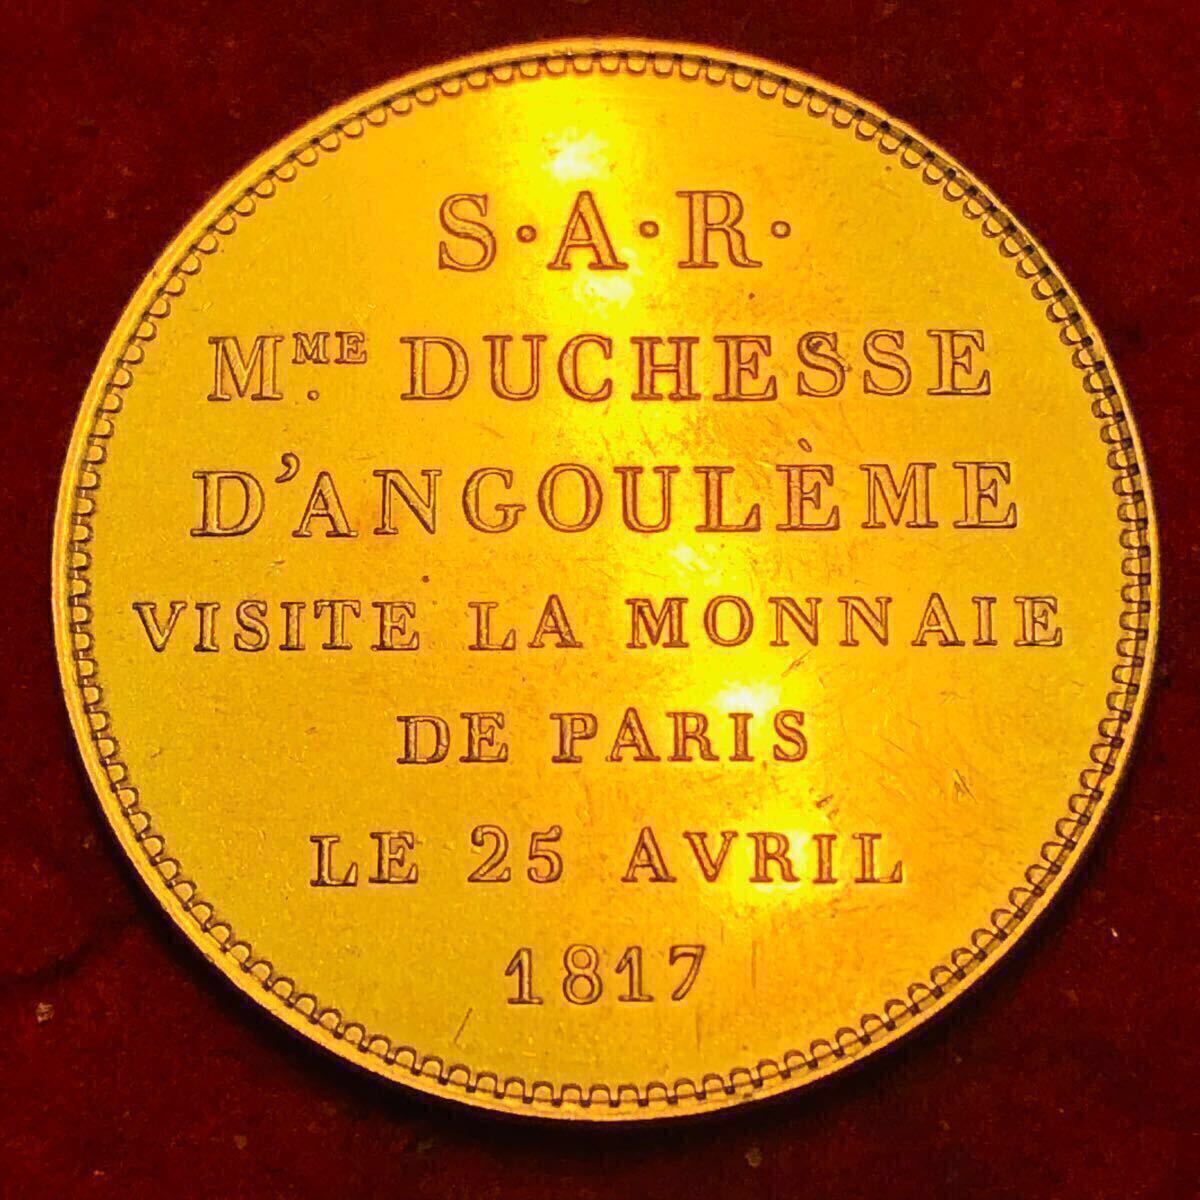 S·A·R·
Mᴹᴱ. DUCHESSE
D'ANGOULÈME
VISITE LA MONNAIE
DE PARIS
LE 25 AVRIL
1817